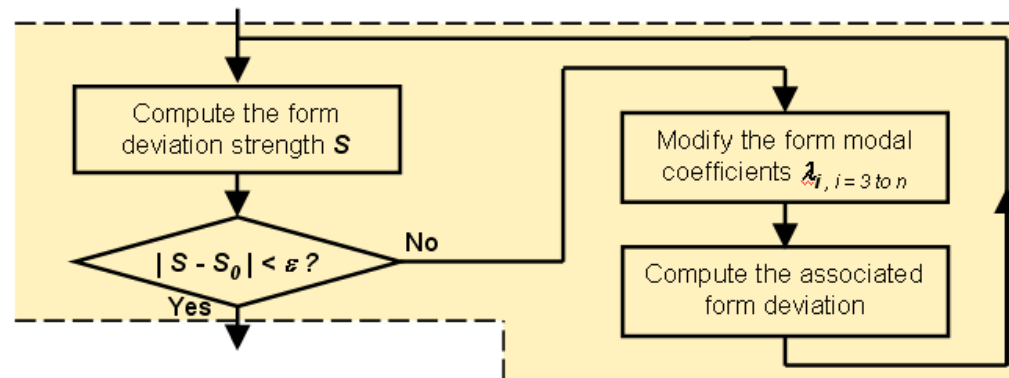 Compute the form
deviation strength S
| S - S₀ | < ε ?
Yes
No
Modify the form modal
coefficients λᵢ, i = 3 to n
Compute the associated
form deviation